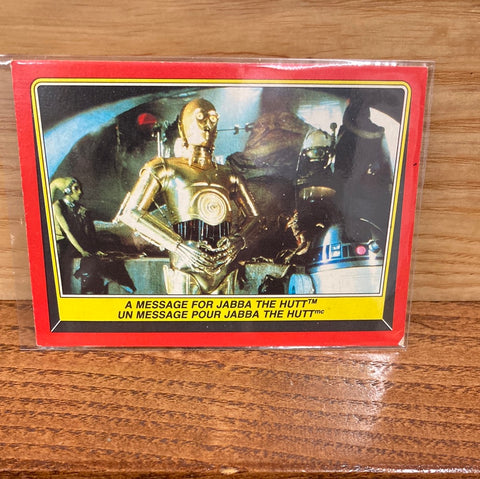 A MESSAGE FOR JABBA THE HUTT™
UN MESSAGE POUR JABBA THE HUTTmc